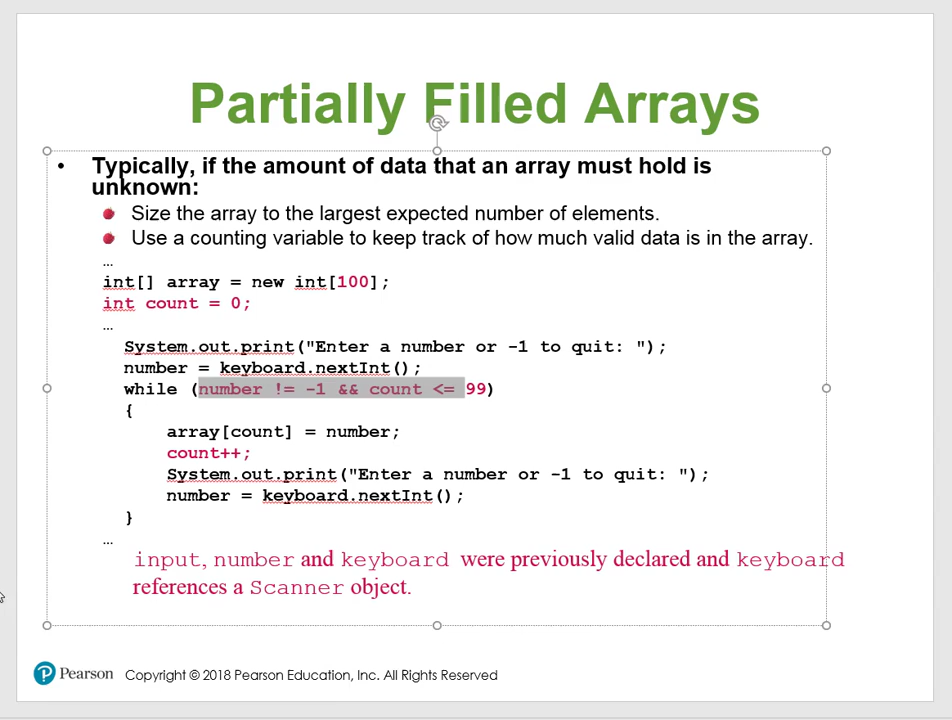 Partially Filled Arrays
• Typically, if the amount of data that an array must hold is
unknown:
Size the array to the largest expected number of elements.
Use a counting variable to keep track of how much valid data is in the array.
…
int[] array = new int[100];
int count = 0;
…
System.out.print("Enter a number or -1 to quit: ");
number = keyboard.nextInt();
while (number != -1 && count <= 99)
{
array[count] = number;
count++;
System.out.print("Enter a number or -1 to quit: ");
number = keyboard.nextInt();
}
…
input, number and keyboard were previously declared and keyboard
references a Scanner object.
P Pearson Copyright © 2018 Pearson Education, Inc. All Rights Reserved